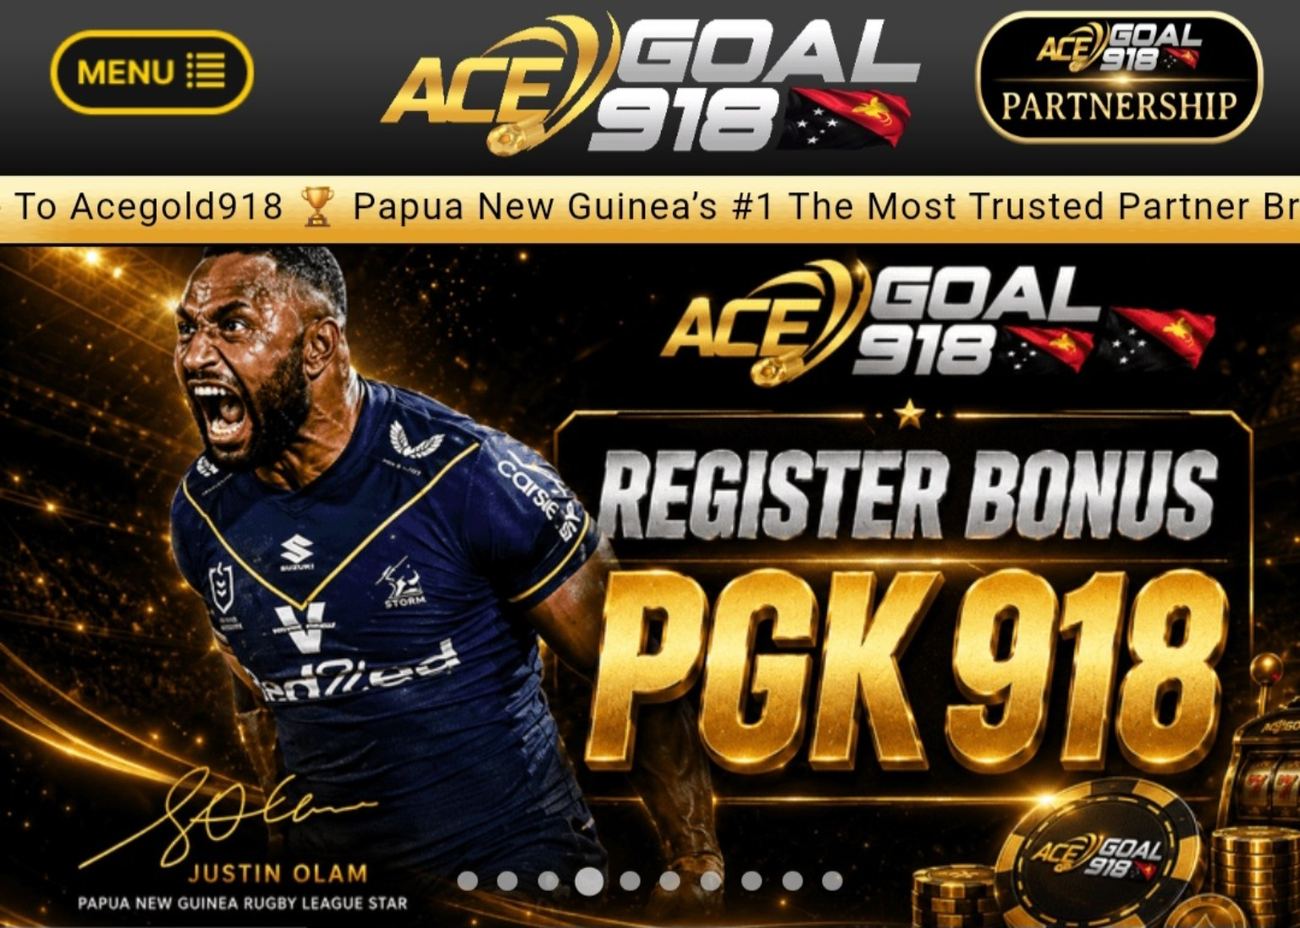 MENU
ACE GOAL
918
ACE GOAL
918
PARTNERSHIP
To Acegold918 🏆 Papua New Guinea’s #1 The Most Trusted Partner Br
ACE GOAL
918
REGISTER BONUS
PGK 918
carsie
SUZUKI
STORM
JUSTIN OLAM
PAPUA NEW GUINEA RUGBY LEAGUE STAR
ACE GOAL
918